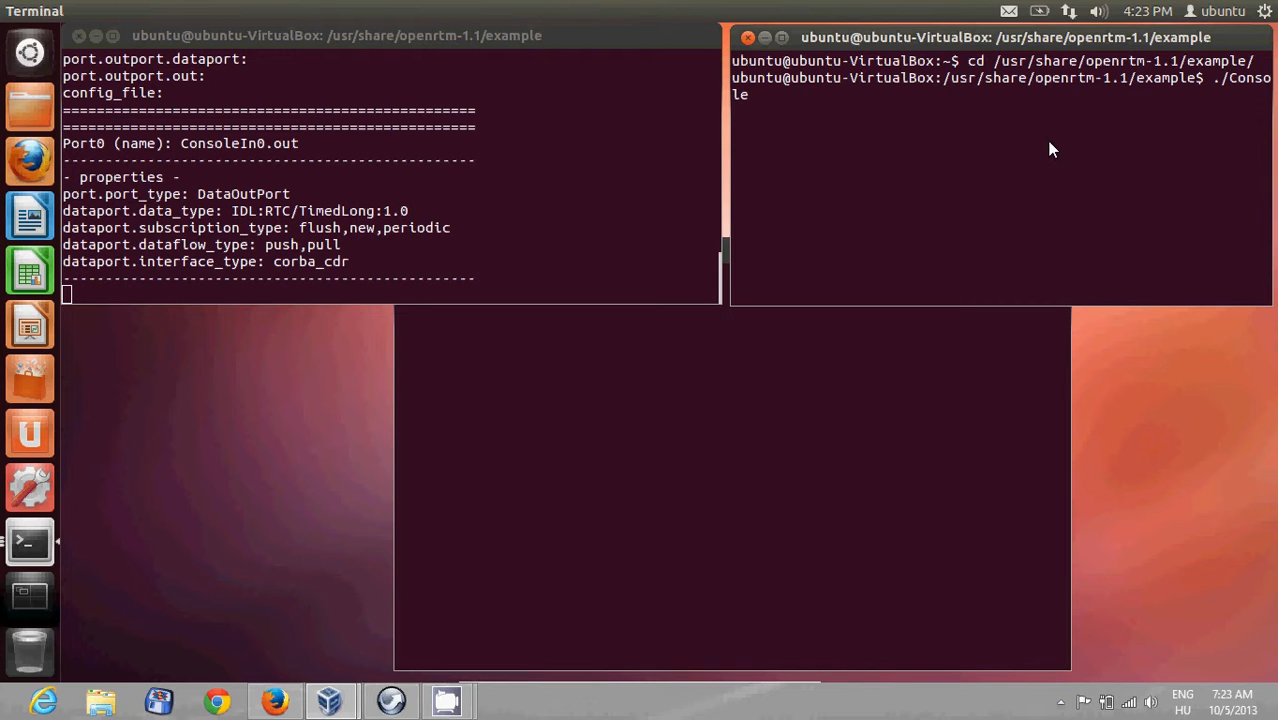 Terminal
4:23 PM
ubuntu
ubuntu@ubuntu-VirtualBox: /usr/share/openrtm-1.1/example
port.outport.dataport:
port.outport.out:
config_file:
=================================================
=================================================
Port0 (name): ConsoleIn0.out
-------------------------------------------------
- properties -
port.port_type: DataOutPort
dataport.data_type: IDL:RTC/TimedLong:1.0
dataport.subscription_type: flush,new,periodic
dataport.dataflow_type: push,pull
dataport.interface_type: corba_cdr
-------------------------------------------------
ubuntu@ubuntu-VirtualBox: /usr/share/openrtm-1.1/example
ubuntu@ubuntu-VirtualBox:~$ cd /usr/share/openrtm-1.1/example/
ubuntu@ubuntu-VirtualBox:/usr/share/openrtm-1.1/example$ ./Conso
le
ENG
HU
7:23 AM
10/5/2013